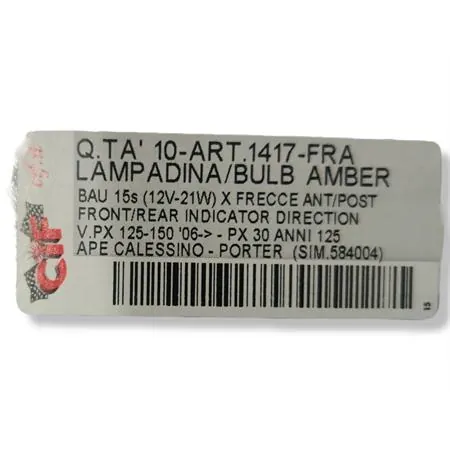 Q.TA' 10-ART.1417-FRA
LAMPADINA/BULB AMBER
BAU 15s (12V-21W) X FRECCE ANT/POST
FRONT/REAR INDICATOR DIRECTION
V.PX 125-150 '06-> - PX 30 ANNI 125
APE CALESSINO - PORTER (SIM.584004)
CIF
15